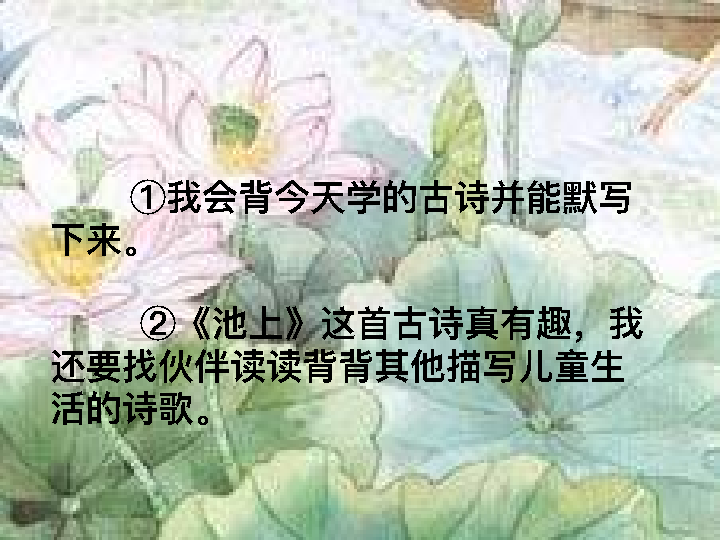 ①我会背今天学的古诗并能默写
下来。
②《池上》这首古诗真有趣，我
还要找伙伴读读背背其他描写儿童生
活的诗歌。